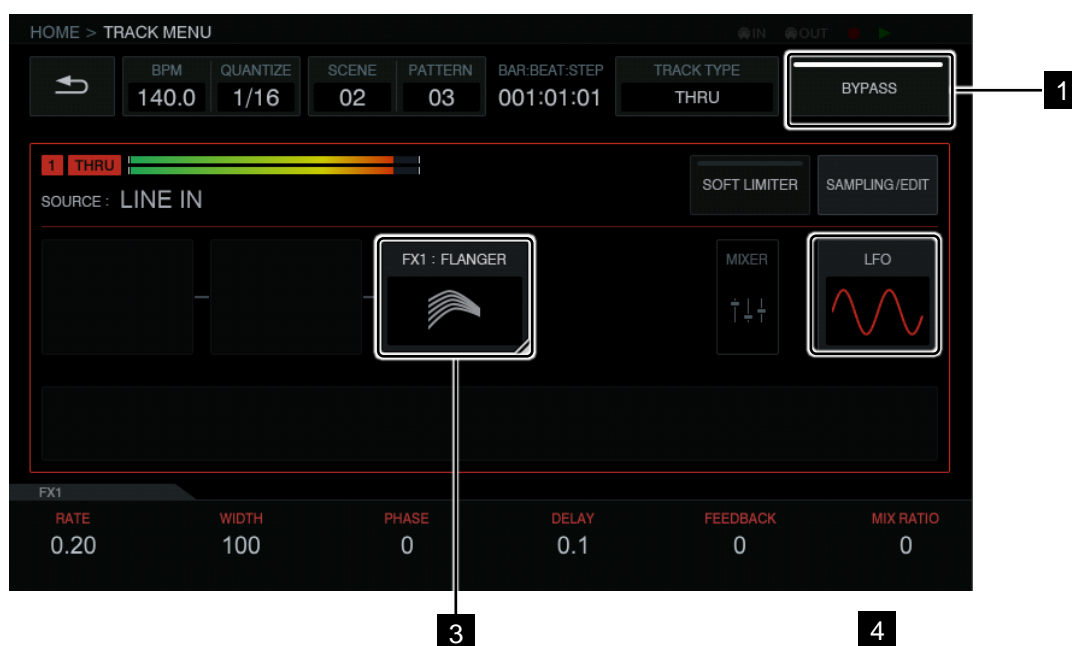 HOME > TRACK MENU
IN OUT
BPM QUANTIZE SCENE PATTERN BAR:BEAT:STEP TRACK TYPE
140.0 1/16 02 03 001:01:01 THRU BYPASS
1
1 THRU
SOURCE : LINE IN SOFT LIMITER SAMPLING/EDIT
FX1 : FLANGER MIXER LFO
FX1
RATE WIDTH PHASE DELAY FEEDBACK MIX RATIO
0.20 100 0 0.1 0 0
3 4